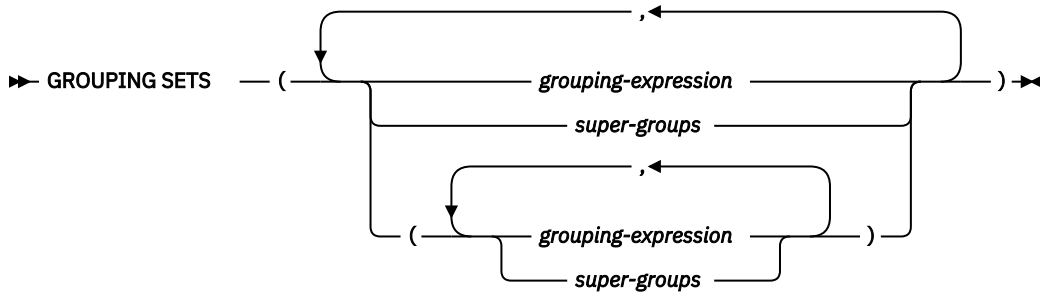 ,
GROUPING SETS ( grouping-expression )
super-groups
,
( grouping-expression )
super-groups